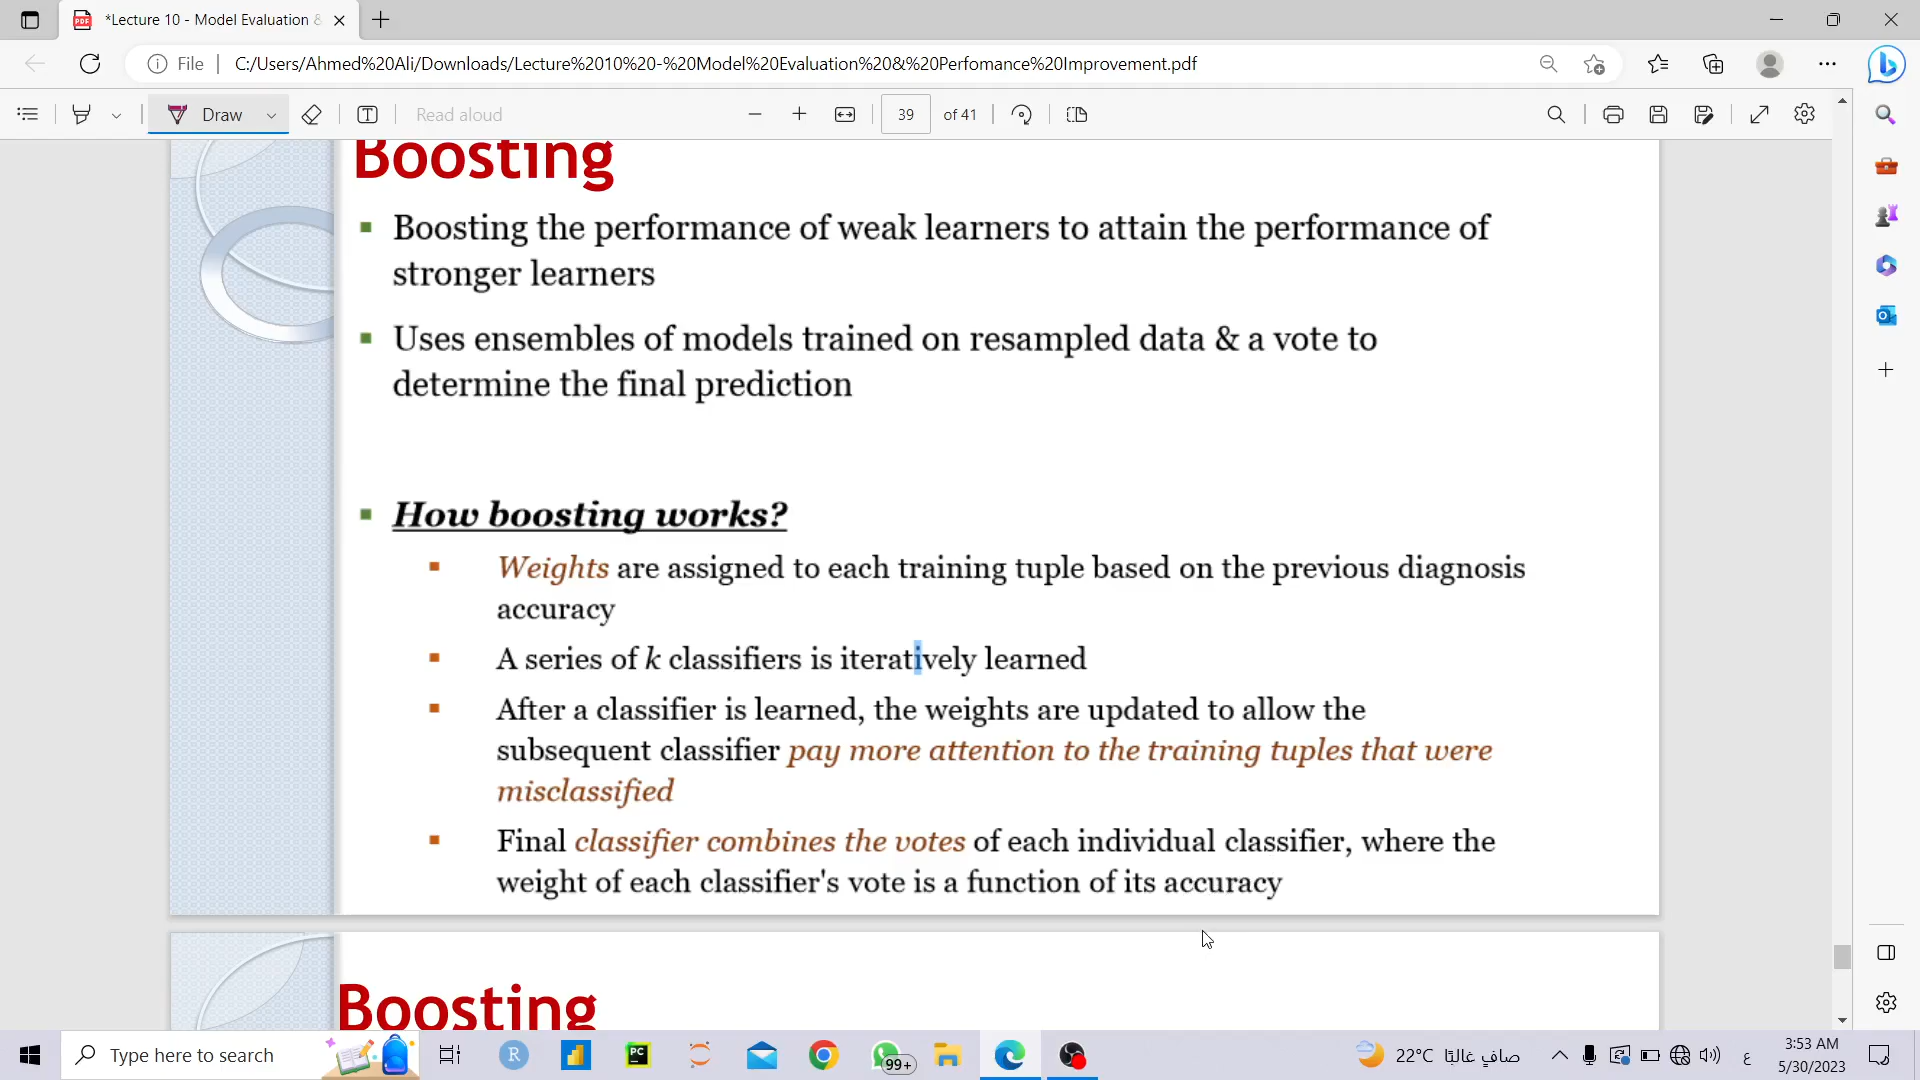 *Lecture 10 - Model Evaluation &
File
C:/Users/Ahmed%20Ali/Downloads/Lecture%2010%20-%20Model%20Evaluation%20&%20Perfomance%20Improvement.pdf
Draw
Read aloud
39 of 41
Boosting
Boosting the performance of weak learners to attain the performance of
stronger learners
Uses ensembles of models trained on resampled data & a vote to
determine the final prediction
How boosting works?
Weights are assigned to each training tuple based on the previous diagnosis
accuracy
A series of k classifiers is iteratively learned
After a classifier is learned, the weights are updated to allow the
subsequent classifier pay more attention to the training tuples that were
misclassified
Final classifier combines the votes of each individual classifier, where the
weight of each classifier's vote is a function of its accuracy
Boosting
Type here to search
R
PC
99+
22°C صافٍ غالبًا
ع
3:53 AM
5/30/2023